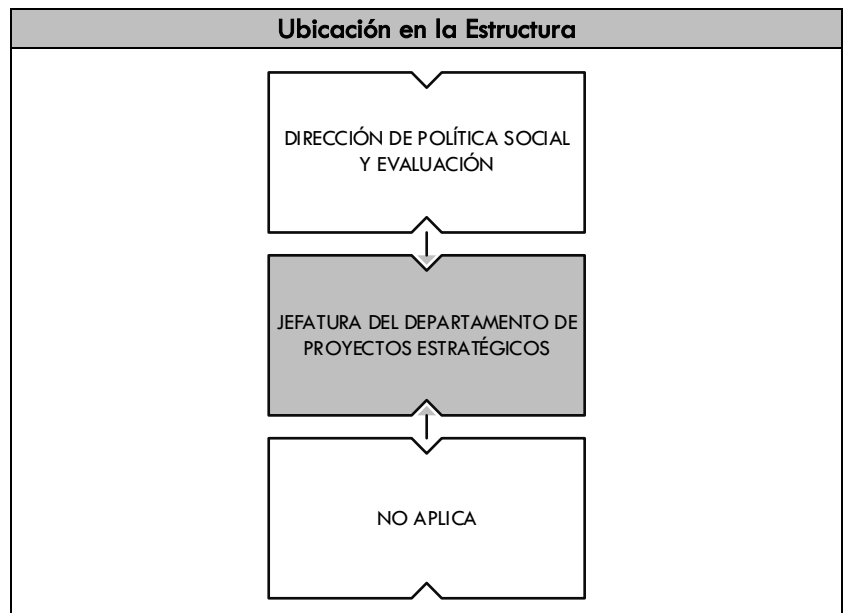 Ubicación en la Estructura
DIRECCIÓN DE POLÍTICA SOCIAL
Y EVALUACIÓN
JEFATURA DEL DEPARTAMENTO DE
PROYECTOS ESTRATÉGICOS
NO APLICA